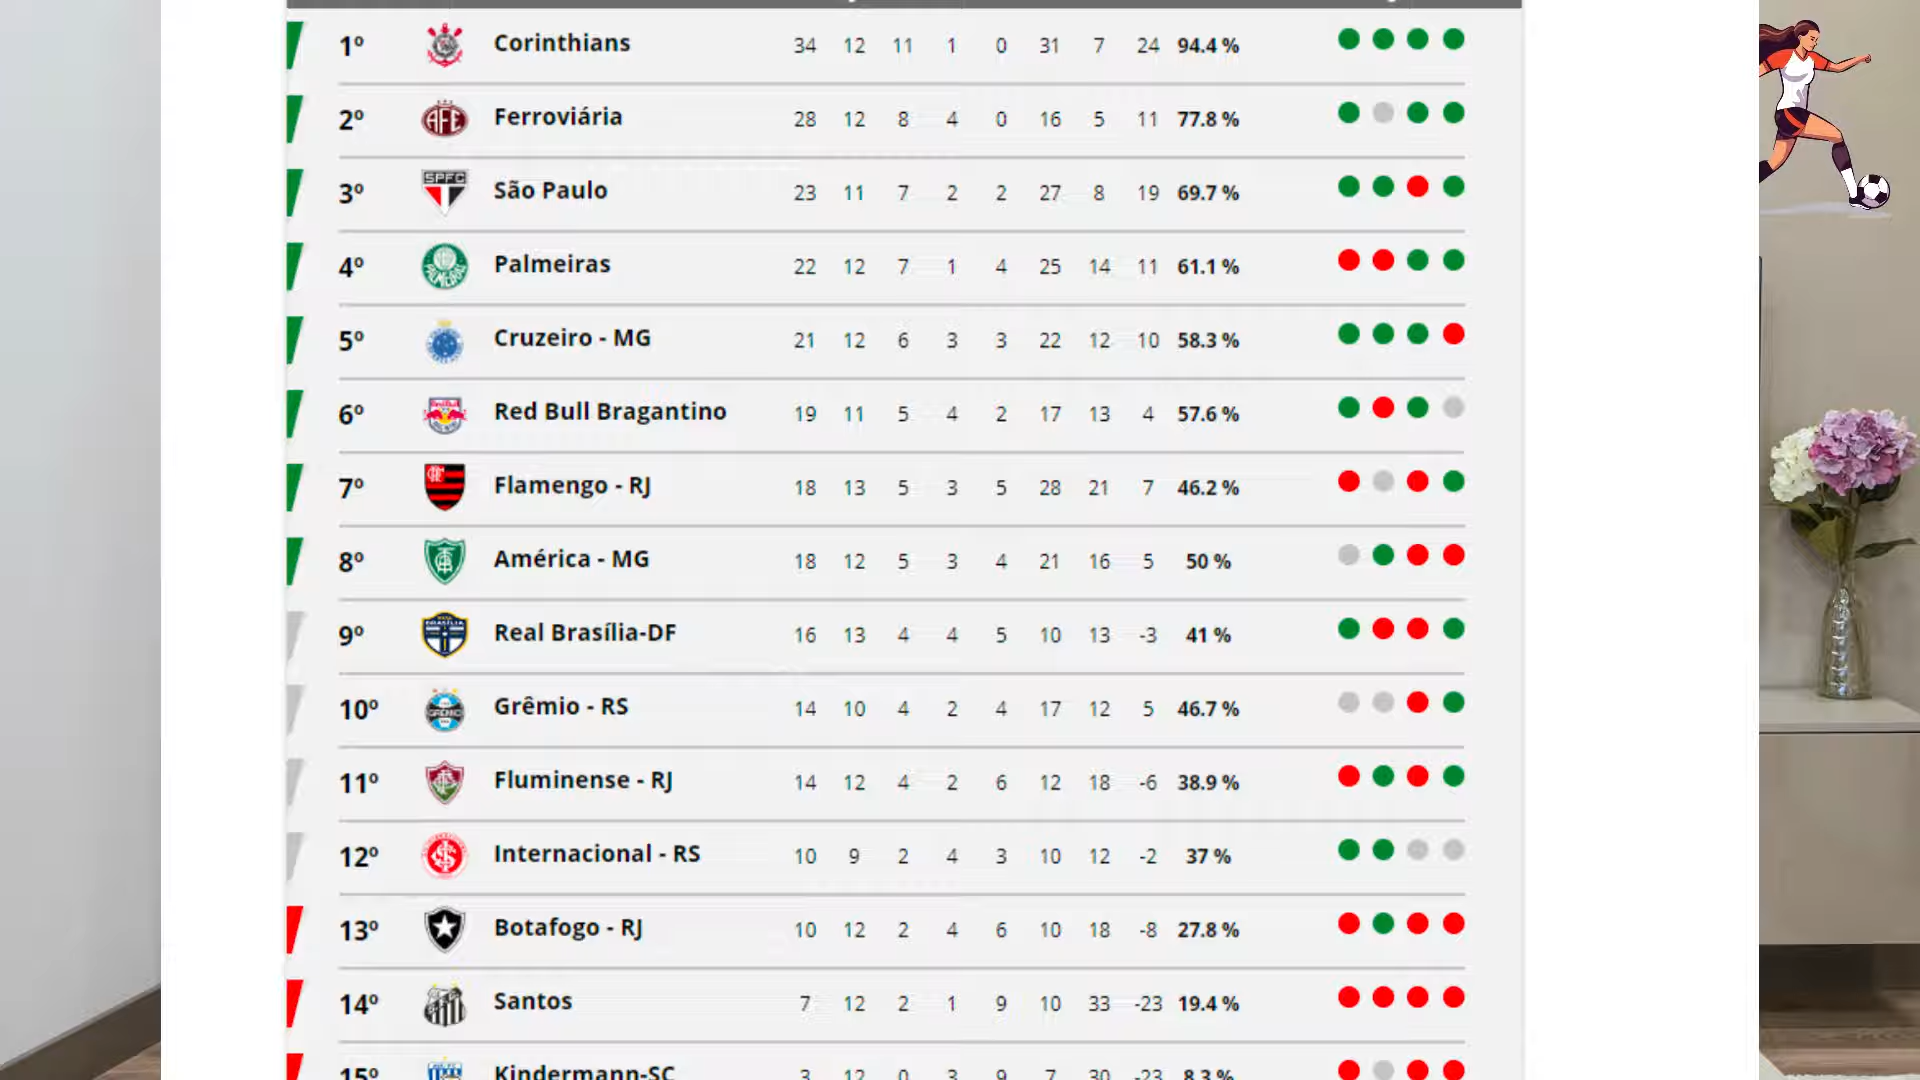 1º Corinthians 34 12 11 1 0 31 7 24 94.4 %
2º Ferroviária 28 12 8 4 0 16 5 11 77.8 %
SPFC
3º São Paulo 23 11 7 2 2 27 8 19 69.7 %
4º Palmeiras 22 12 7 1 4 25 14 11 61.1 %
5º Cruzeiro - MG 21 12 6 3 3 22 12 10 58.3 %
6º Red Bull Bragantino 19 11 5 4 2 17 13 4 57.6 %
7º Flamengo - RJ 18 13 5 3 5 28 21 7 46.2 %
8º América - MG 18 12 5 3 4 21 16 5 50 %
9º Real Brasília-DF 16 13 4 4 5 10 13 -3 41 %
10º Grêmio - RS 14 10 4 2 4 17 12 5 46.7 %
11º Fluminense - RJ 14 12 4 2 6 12 18 -6 38.9 %
12º Internacional - RS 10 9 2 4 3 10 12 -2 37 %
13º Botafogo - RJ 10 12 2 4 6 10 18 -8 27.8 %
14º Santos 7 12 2 1 9 10 33 -23 19.4 %
15º Kindermann-SC 3 12 0 3 9 7 30 -23 8.3 %